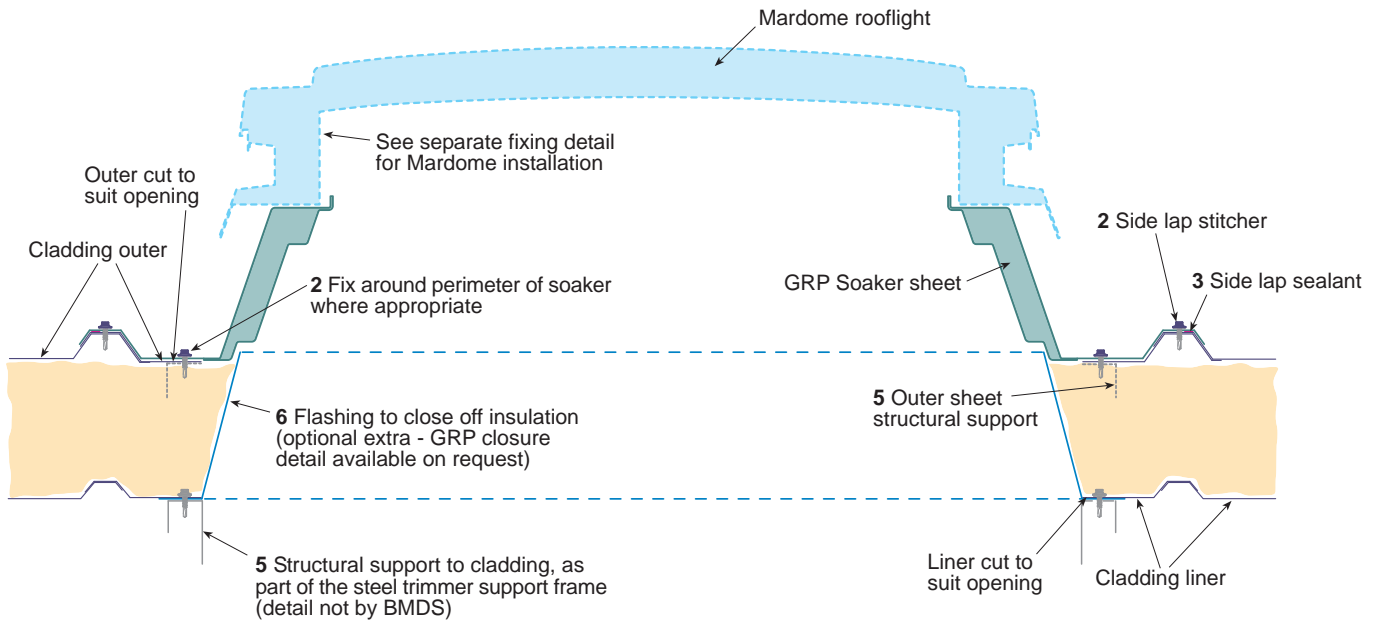 Mardome rooflight
See separate fixing detail
for Mardome installation
Outer cut to
suit opening
Cladding outer
2 Fix around perimeter of soaker
where appropriate
GRP Soaker sheet
2 Side lap stitcher
3 Side lap sealant
6 Flashing to close off insulation
(optional extra - GRP closure
detail available on request)
5 Outer sheet
structural support
5 Structural support to cladding, as
part of the steel trimmer support frame
(detail not by BMDS)
Liner cut to
suit opening
Cladding liner